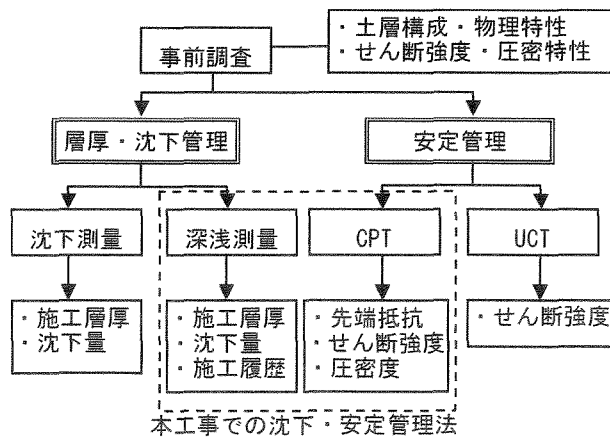 事前調査
・土層構成・物理特性
・せん断強度・圧密特性
層厚・沈下管理
安定管理
沈下測量
深浅測量
CPT
UCT
・施工層厚
・沈下量
・施工層厚
・沈下量
・施工履歴
・先端抵抗
・せん断強度
・圧密度
・せん断強度
本工事での沈下・安定管理法